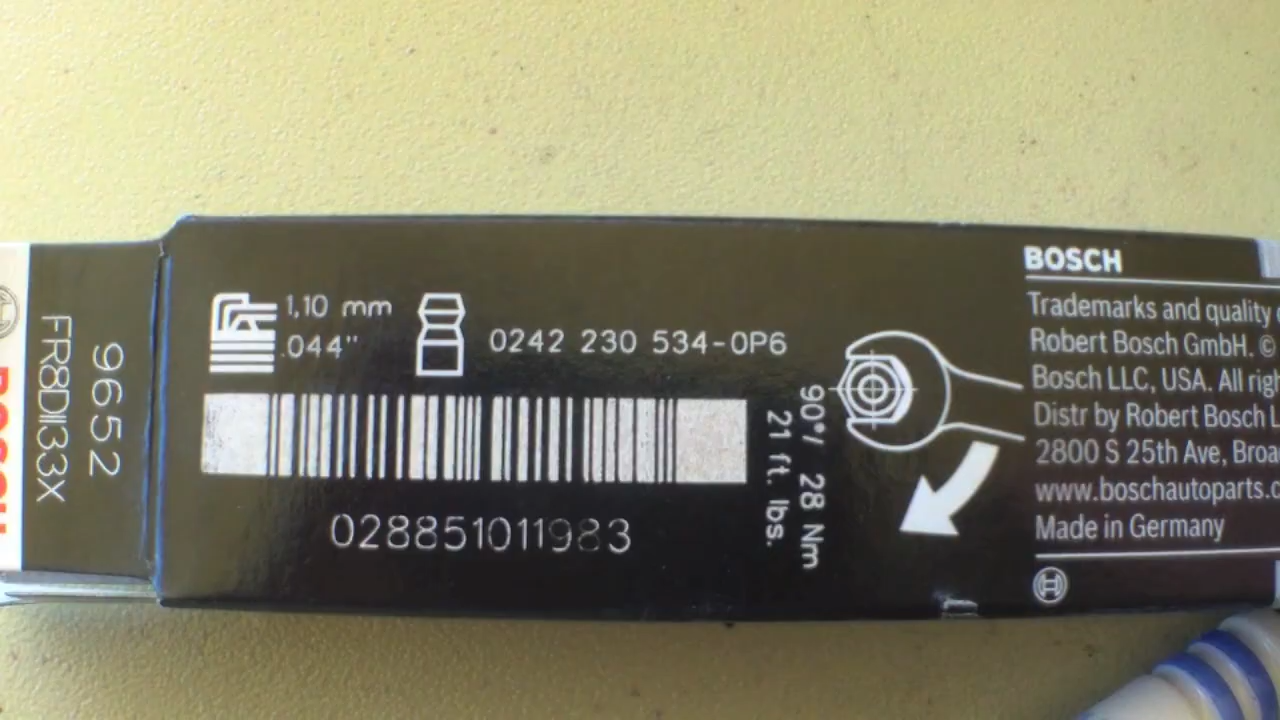 9652
FR8DII33X
BOSCH
1,10 mm
.044"
0242 230 534-0P6
028851011983
90°/ 28 Nm
21 ft. lbs.
BOSCH
Trademarks and quality
Robert Bosch GmbH. ©
Bosch LLC, USA. All
Distr by Robert Bosch
2800 S 25th Ave,
www.boschautoparts.
Made in Germany